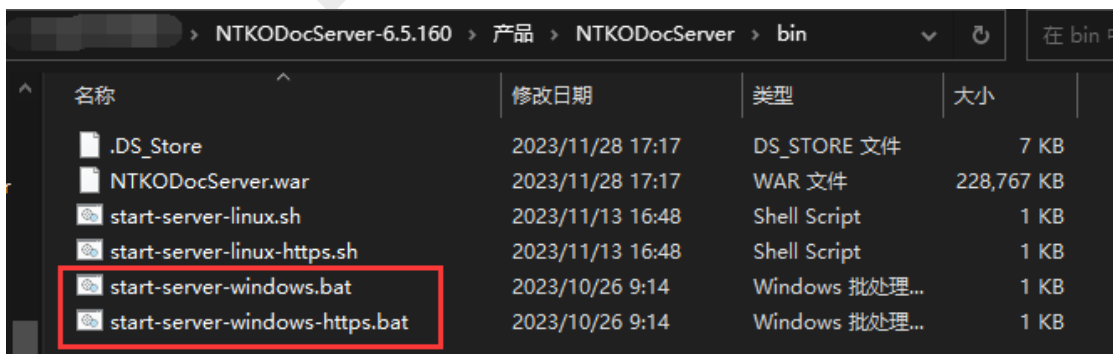 › NTKODocServer-6.5.160 › 产品 › NTKODocServer › bin 在 bin
名称 修改日期 类型 大小
.DS_Store 2023/11/28 17:17 DS_STORE 文件 7 KB
NTKODocServer.war 2023/11/28 17:17 WAR 文件 228,767 KB
start-server-linux.sh 2023/11/13 16:48 Shell Script 1 KB
start-server-linux-https.sh 2023/11/13 16:48 Shell Script 1 KB
start-server-windows.bat 2023/10/26 9:14 Windows 批处理... 1 KB
start-server-windows-https.bat 2023/10/26 9:14 Windows 批处理... 1 KB